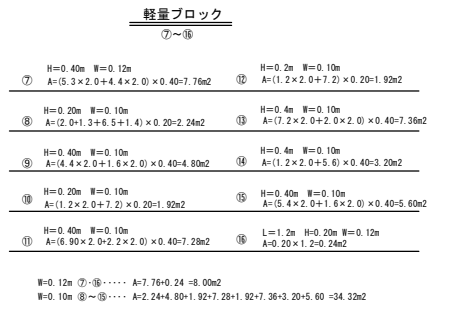 軽量ブロック
⑦～⑯
H＝0.40m W＝0.12m
⑦ A=(5.3×2.0＋4.4×2.0)×0.40=7.76m2
H＝0.20m W＝0.10m
⑧ A=(2.0+1.3＋6.5＋1.4)×0.20=2.24m2
H＝0.40m W＝0.10m
⑨ A=(4.4×2.0＋1.6×2.0)×0.40=4.80m2
H＝0.20m W＝0.10m
⑩ A=(1.2×2.0＋7.2)×0.20=1.92m2
H＝0.40m W＝0.10m
⑪ A=(6.90×2.0+2.2×2.0)×0.40=7.28m2
H＝0.2m W＝0.10m
⑫ A=(1.2×2.0＋7.2)×0.20=1.92m2
H＝0.4m W＝0.10m
⑬ A=(7.2×2.0＋2.0×2.0)×0.40=7.36m2
H＝0.4m W＝0.10m
⑭ A=(1.2×2.0＋5.6)×0.40=3.20m2
H＝0.40m W＝0.10m
⑮ A=(5.4×2.0＋1.6×2.0)×0.40=5.60m2
L＝1.2m H=0.20m W＝0.12m
⑯ A=0.20×1.2=0.24m2
W=0.12m ⑦・⑯‥‥‥ A=7.76+0.24 =8.00m2
W=0.10m ⑧～⑮‥‥ A=2.24+4.80+1.92+7.28+1.92+7.36+3.20+5.60 =34.32m2